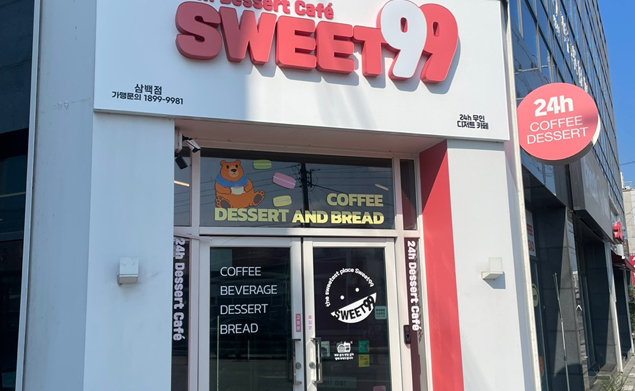 24h Dessert Café
SWEET99
삼백점
가맹문의 1899-9981
24h 무인
디저트 카페
24h
COFFEE
DESSERT
COFFEE
DESSERT AND BREAD
24h Dessert Café
COFFEE
BEVERAGE
DESSERT
BREAD
the sweetest place Sweet99
SWEET99
24h Dessert Café